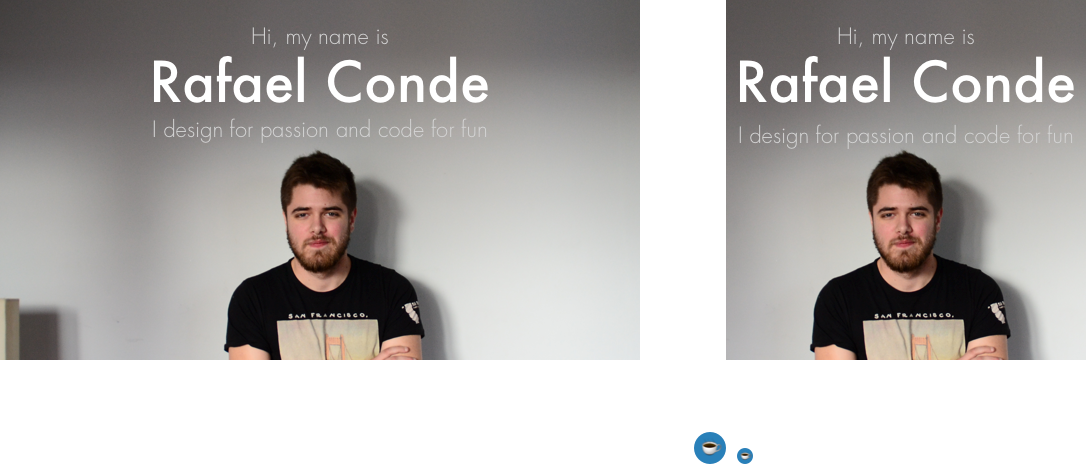 Hi, my name is
Rafael Conde
I design for passion and code for fun
SAN FRANCISCO.
Hi, my name is
Rafael Conde
I design for passion and code for fun
SAN FRANCISCO.